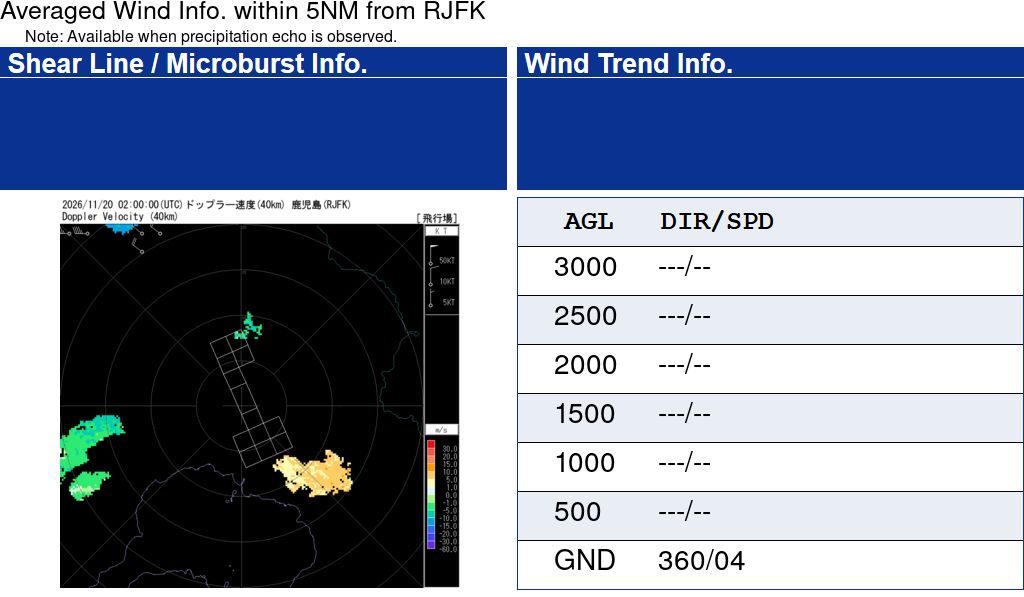 Averaged Wind Info. within 5NM from RJFK
Note: Available when precipitation echo is observed.
Shear Line / Microburst Info.
Wind Trend Info.
2026/11/20 02:00:00(UTC) ドップラー速度(40km) 鹿児島(RJFK)
Doppler Velocity (40km)
[飛行場]
KT
50KT
10KT
5KT
m/s
30.0
20.0
15.0
10.0
5.0
1.0
0.0
-1.0
-5.0
-10.0
-15.0
-20.0
-30.0
-60.0
AGL DIR/SPD
3000 ---/--
2500 ---/--
2000 ---/--
1500 ---/--
1000 ---/--
500 ---/--
GND 360/04